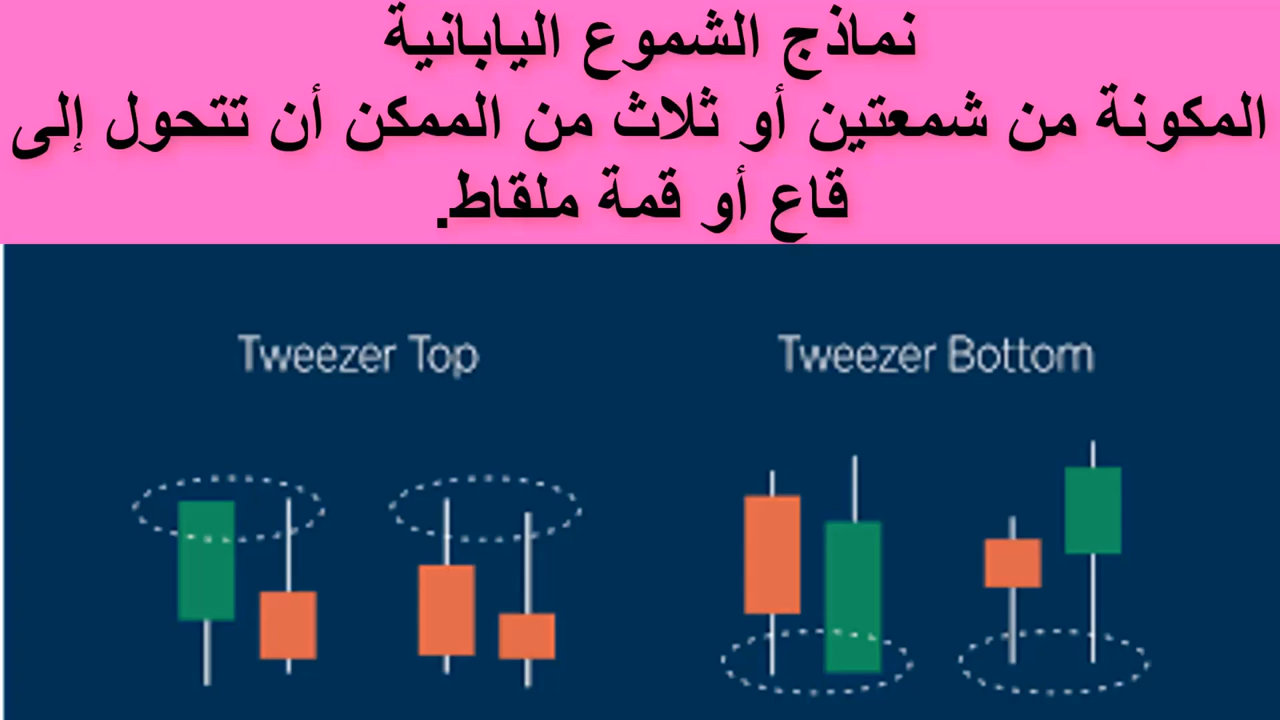 نماذج الشموع اليابانية
المكونة من شمعتين أو ثلاث من الممكن أن تتحول إلى
قاع أو قمة ملقاط.
Tweezer Top
Tweezer Bottom